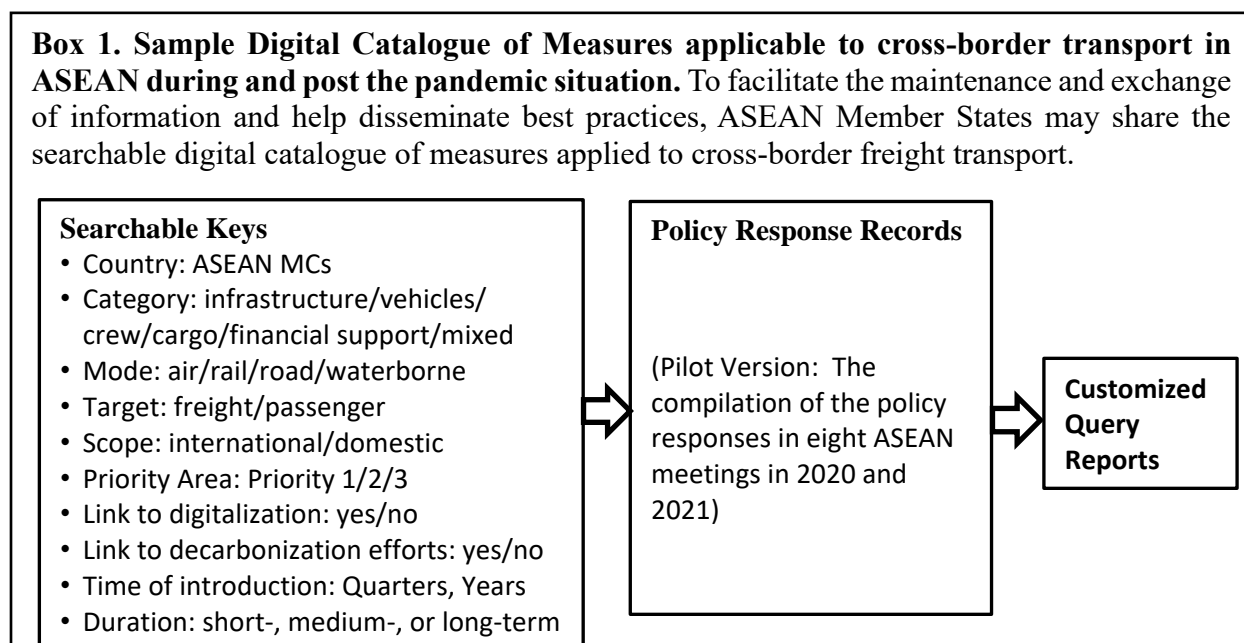 Box 1. Sample Digital Catalogue of Measures applicable to cross-border transport in
ASEAN during and post the pandemic situation. To facilitate the maintenance and exchange
of information and help disseminate best practices, ASEAN Member States may share the
searchable digital catalogue of measures applied to cross-border freight transport.
Searchable Keys
• Country: ASEAN MCs
• Category: infrastructure/vehicles/
crew/cargo/financial support/mixed
• Mode: air/rail/road/waterborne
• Target: freight/passenger
• Scope: international/domestic
• Priority Area: Priority 1/2/3
• Link to digitalization: yes/no
• Link to decarbonization efforts: yes/no
• Time of introduction: Quarters, Years
• Duration: short-, medium-, or long-term
Policy Response Records
(Pilot Version: The
compilation of the policy
responses in eight ASEAN
meetings in 2020 and
2021)
Customized
Query
Reports